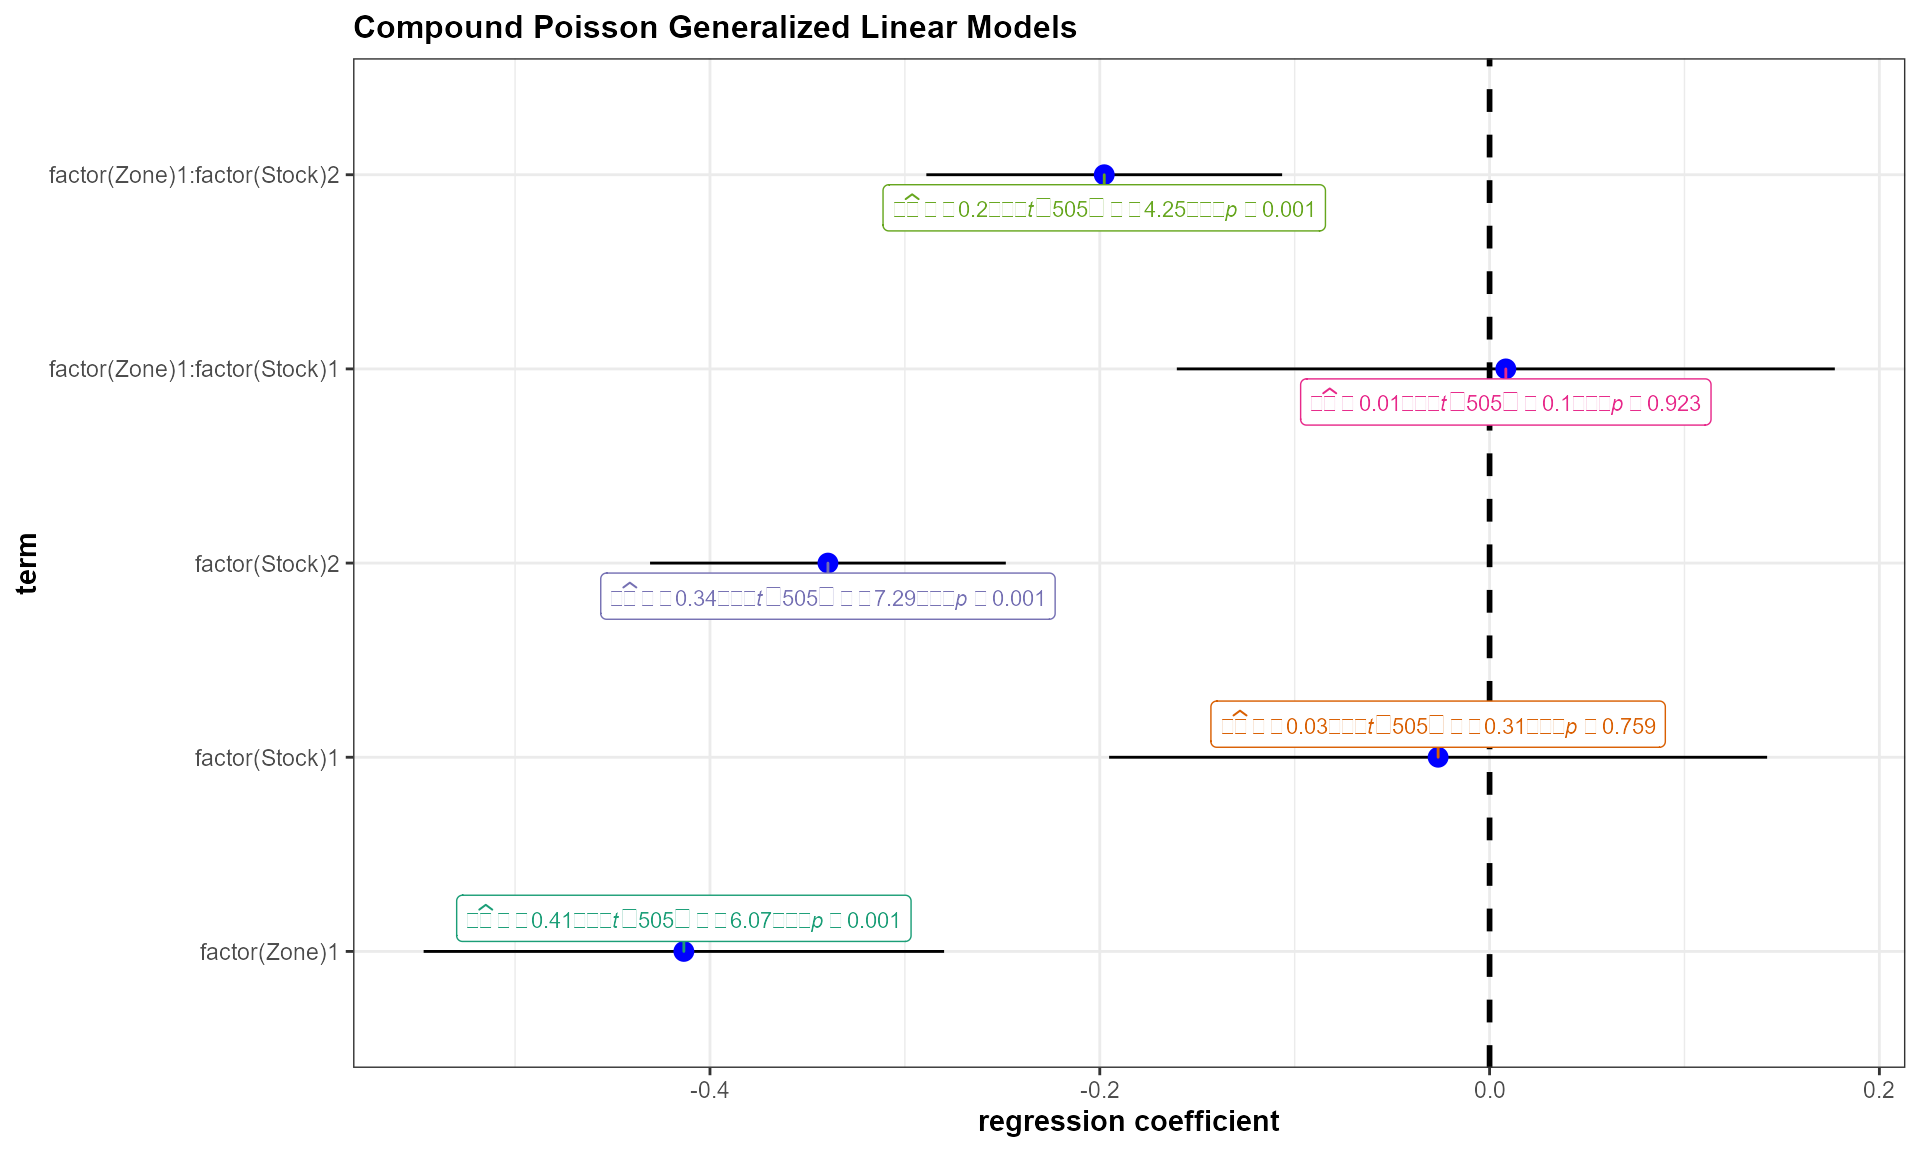 Compound Poisson Generalized Linear Models
factor(Zone)1:factor(Stock)2
□□ □ □0.2□□□t□505□ □ □4.25□□□p □ 0.001
factor(Zone)1:factor(Stock)1
□□ □ 0.01□□□t□505□ □ 0.1□□□p □ 0.923
term
factor(Stock)2
□□ □ □0.34□□□t□505□ □ □7.29□□□p □ 0.001
□□ □ □0.03□□□t□505□ □ □0.31□□□p □ 0.759
factor(Stock)1
□□ □ □0.41□□□t□505□ □ □6.07□□□p □ 0.001
factor(Zone)1
-0.4 -0.2 0.0 0.2
regression coefficient